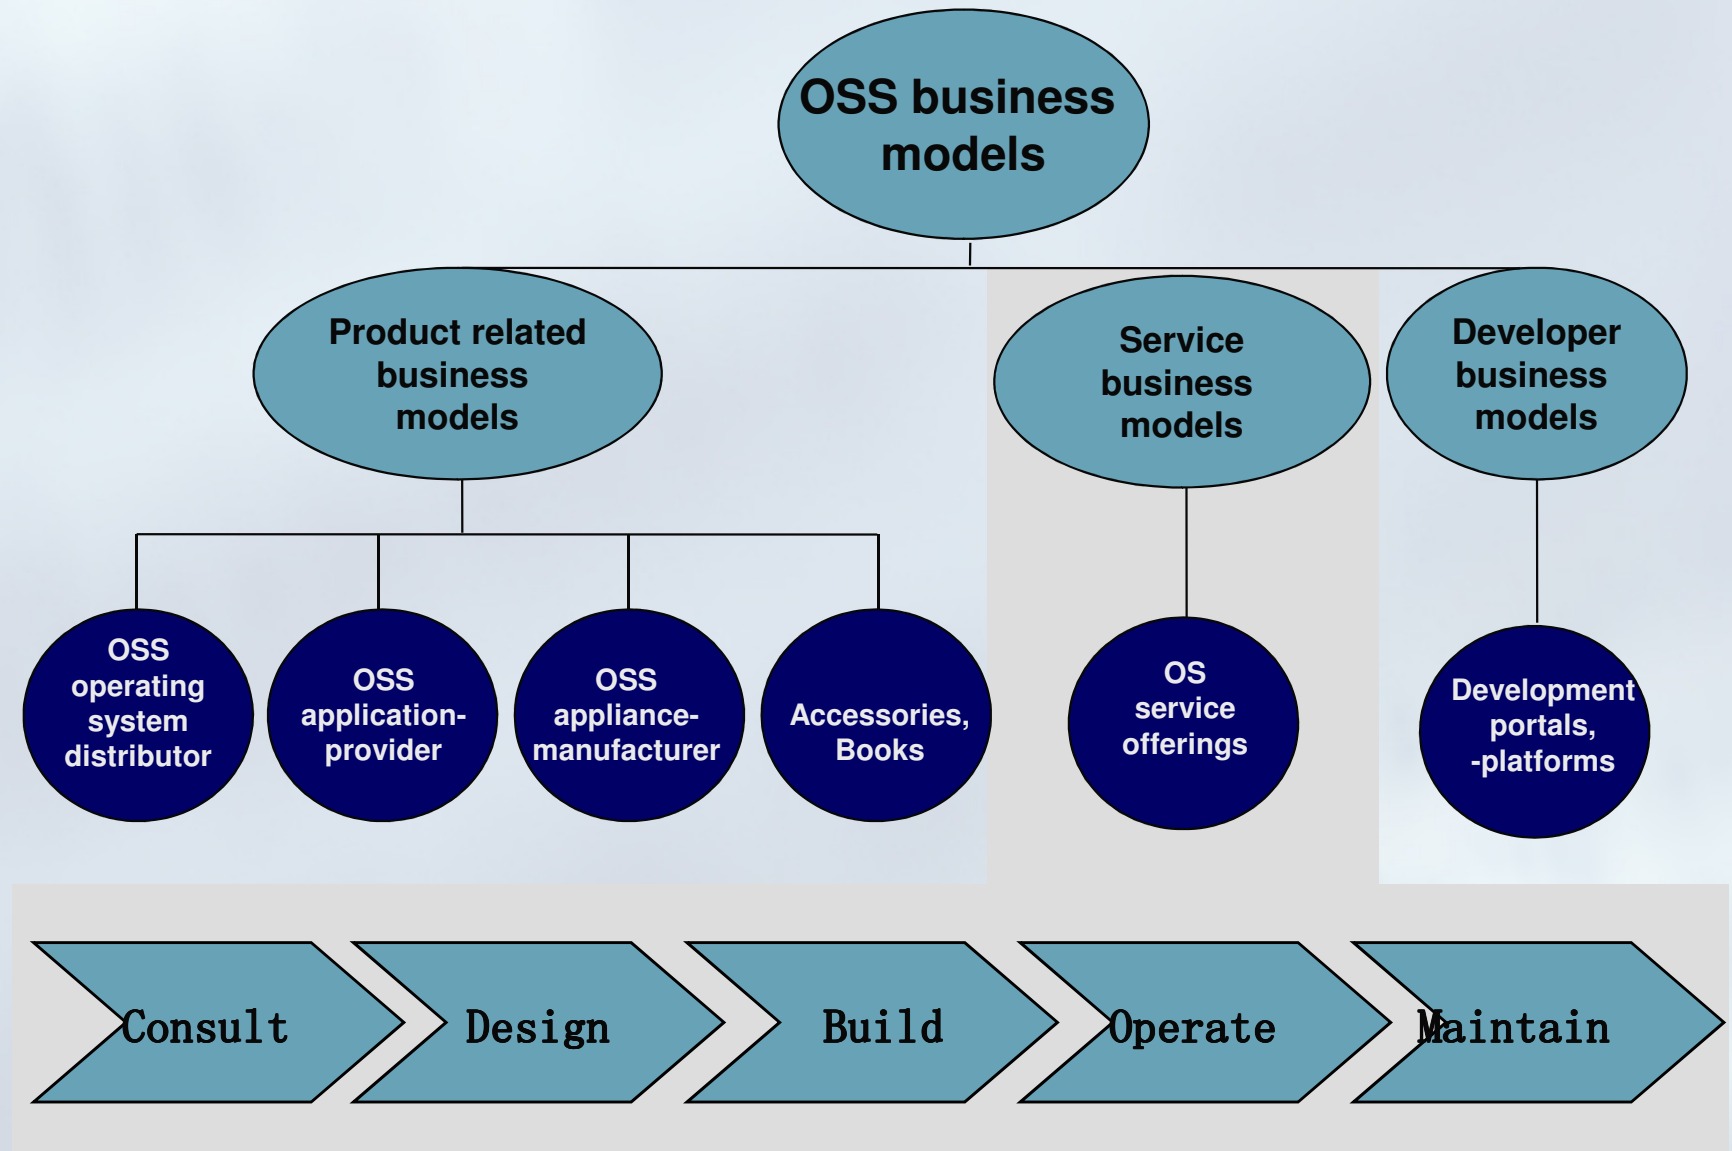 OSS business
models
Product related
business
models
Service
business
models
Developer
business
models
OSS
operating
system
distributor
OSS
application-
provider
OSS
appliance-
manufacturer
Accessories,
Books
OS
service
offerings
Development
portals,
-platforms
Consult
Design
Build
Operate
Maintain